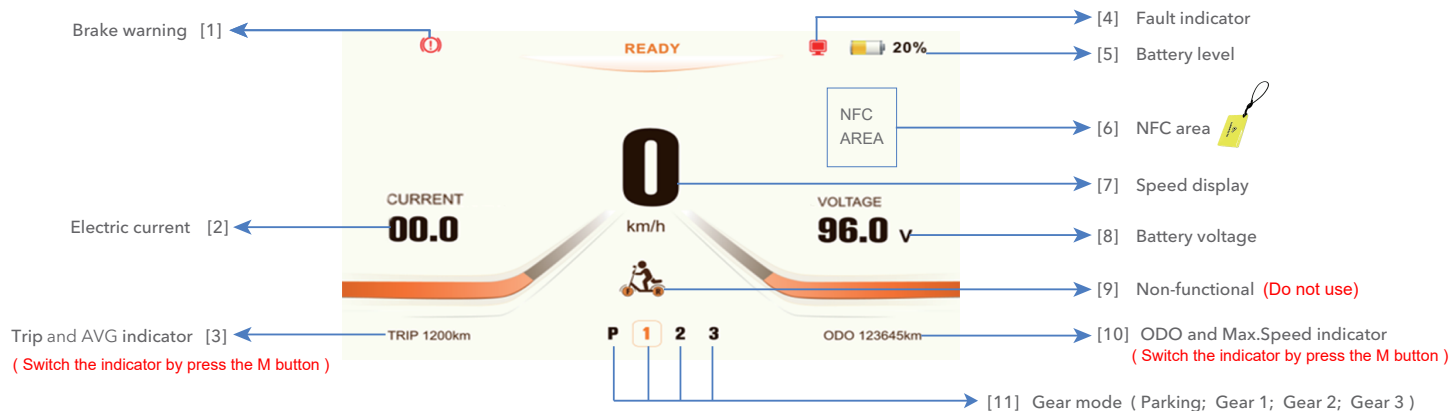 Brake warning [1]
[4] Fault indicator
READY
20%
[5] Battery level
NFC
AREA
[6] NFC area
0
[7] Speed display
CURRENT
00.0
km/h
VOLTAGE
96.0 v
Electric current [2]
[8] Battery voltage
[9] Non-functional (Do not use)
Trip and AVG indicator [3]
( Switch the indicator by press the M button )
TRIP 1200km
P 1 2 3
ODO 123645km
[10] ODO and Max.Speed indicator
( Switch the indicator by press the M button )
[11] Gear mode ( Parking; Gear 1; Gear 2; Gear 3 )